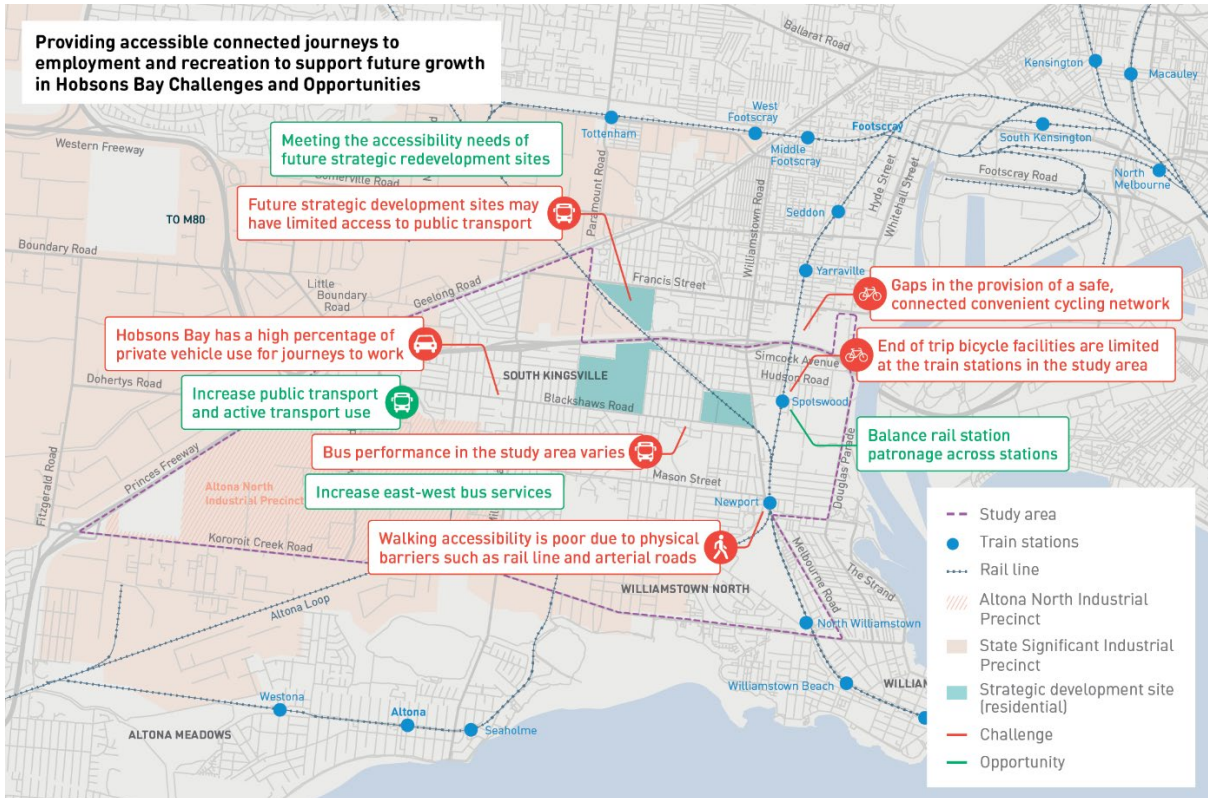 Providing accessible connected journeys to
employment and recreation to support future growth
in Hobsons Bay Challenges and Opportunities
Ballarat Road
Kensington
Macauley
West
Footscray
Tottenham
Footscray
Middle
Footscray
South Kensington
North
Melbourne
Footscray Road
Western Freeway
Meeting the accessibility needs of
future strategic redevelopment sites
Somerville Road
Paramount Road
Hyde Street
Whitehall Street
TO M80
Future strategic development sites may
have limited access to public transport
Williamstown Road
Seddon
Boundary Road
Yarraville
Geelong Road
Francis Street
Little
Boundary
Road
Gaps in the provision of a safe,
connected convenient cycling network
Hobsons Bay has a high percentage of
private vehicle use for journeys to work
Simcock Avenue
End of trip bicycle facilities are limited
at the train stations in the study area
Dohertys Road
SOUTH KINGSVILLE
Hudson Road
Increase public transport
and active transport use
Blackshaws Road
Spotswood
Bus performance in the study area varies
Balance rail station
patronage across stations
Princes Freeway
Fitzgerald Road
Mason Street
Douglas Parade
Altona North
Industrial Precinct
Increase east-west bus services
Newport
Kororoit Creek Road
Walking accessibility is poor due to physical
barriers such as rail line and arterial roads
Melbourne Road
The Strand
WILLIAMSTOWN NORTH
Altona Loop
North Williamstown
Williamstown Beach
Westona
Altona
Seaholme
ALTONA MEADOWS
Study area
Train stations
Rail line
Altona North Industrial
Precinct
State Significant Industrial
Precinct
Strategic development site
(residential)
Challenge
Opportunity